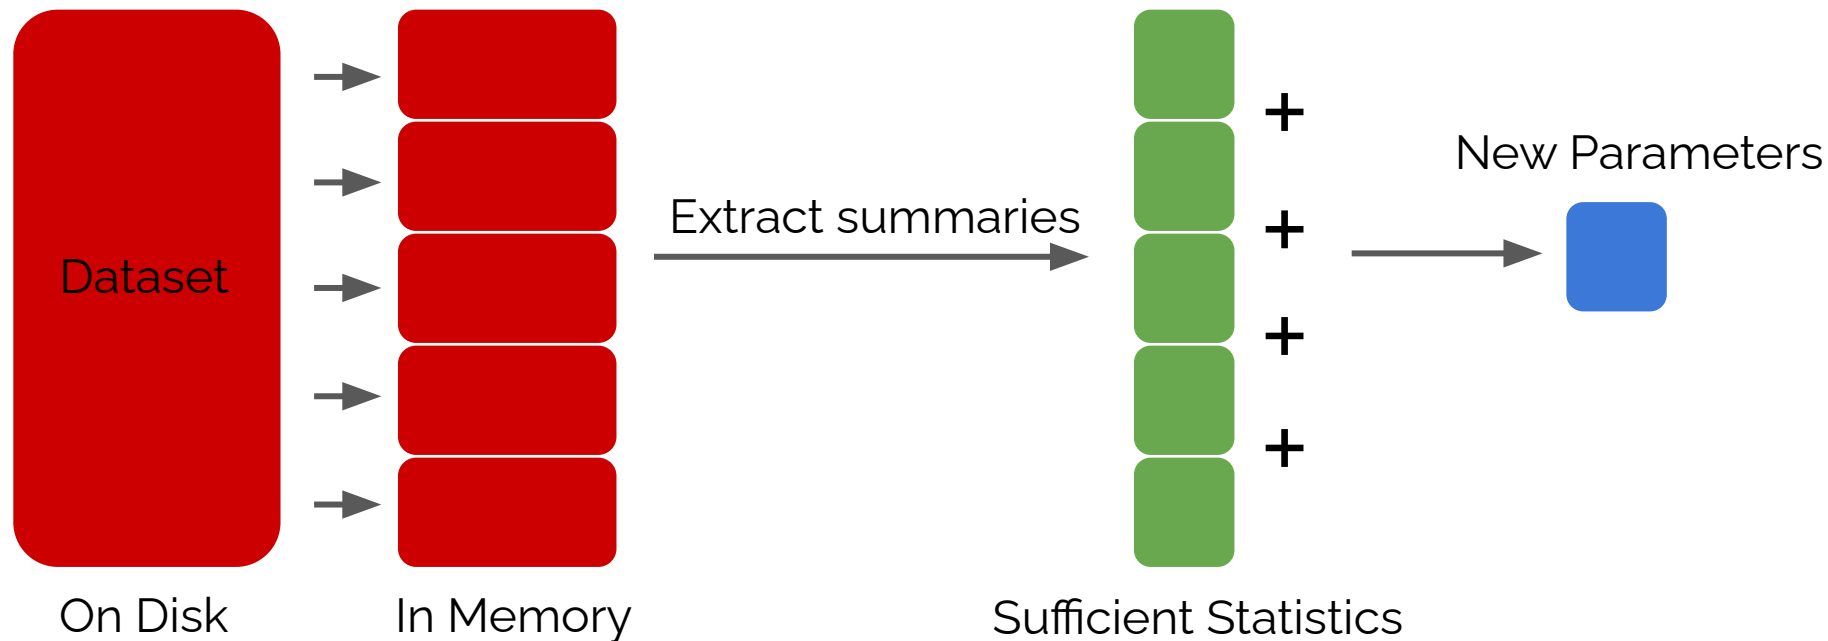 Dataset
On Disk
In Memory
Extract summaries
+
+
+
+
Sufficient Statistics
New Parameters